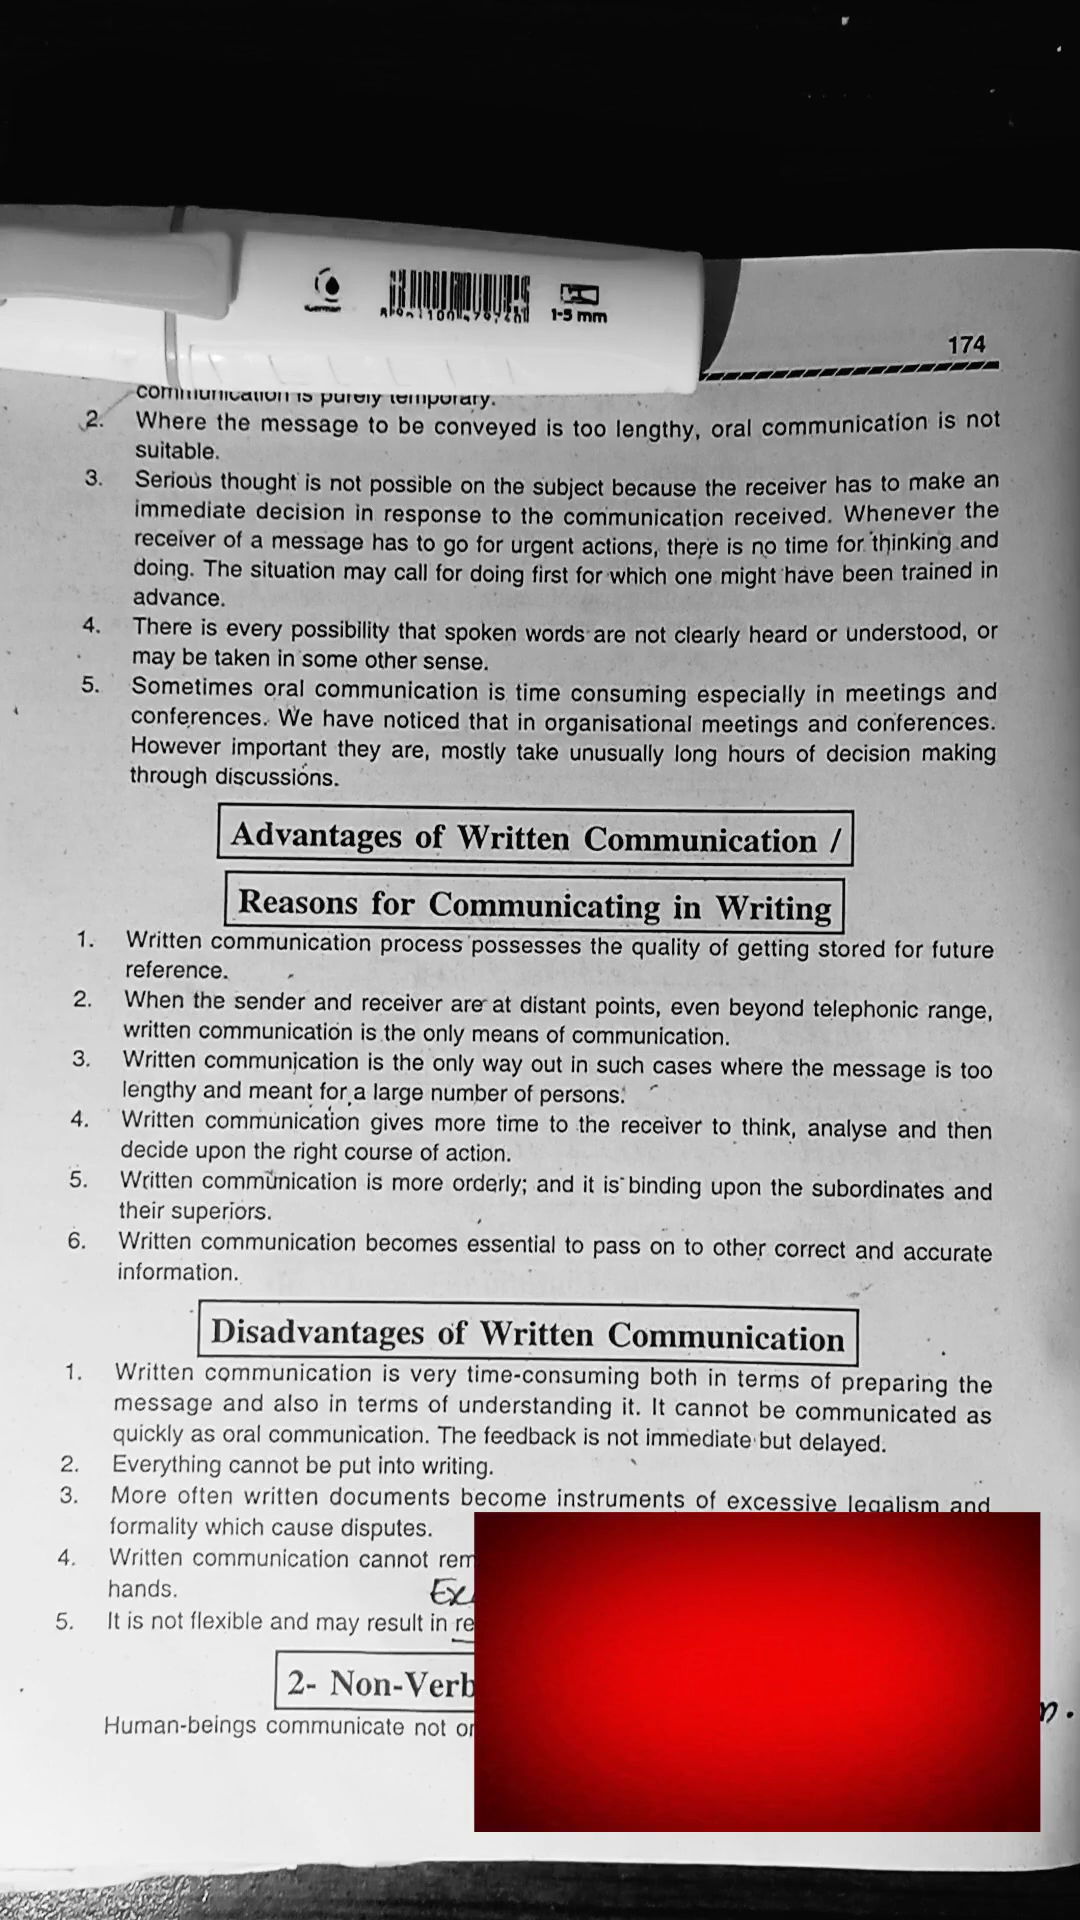 1-5 mm
174
communication is purely temporary.
2. Where the message to be conveyed is too lengthy, oral communication is not
suitable.
3. Serious thought is not possible on the subject because the receiver has to make an
immediate decision in response to the communication received. Whenever the
receiver of a message has to go for urgent actions, there is no time for thinking and
doing. The situation may call for doing first for which one might have been trained in
advance.
4. There is every possibility that spoken words are not clearly heard or understood, or
may be taken in some other sense.
5. Sometimes oral communication is time consuming especially in meetings and
conferences. We have noticed that in organisational meetings and conferences.
However important they are, mostly take unusually long hours of decision making
through discussions.
Advantages of Written Communication /
Reasons for Communicating in Writing
1. Written communication process possesses the quality of getting stored for future
reference.
2. When the sender and receiver are at distant points, even beyond telephonic range,
written communication is the only means of communication.
3. Written communication is the only way out in such cases where the message is too
lengthy and meant for a large number of persons.
4. Written communication gives more time to the receiver to think, analyse and then
decide upon the right course of action.
5. Written communication is more orderly; and it is binding upon the subordinates and
their superiors.
6. Written communication becomes essential to pass on to other correct and accurate
information.
Disadvantages of Written Communication
1. Written communication is very time-consuming both in terms of preparing the
message and also in terms of understanding it. It cannot be communicated as
quickly as oral communication. The feedback is not immediate but delayed.
2. Everything cannot be put into writing.
3. More often written documents become instruments of excessive legalism and
formality which cause disputes.
4. Written communication cannot
hands.
5. It is not flexible and may result in
2- Non-Verb
Human-beings communicate not